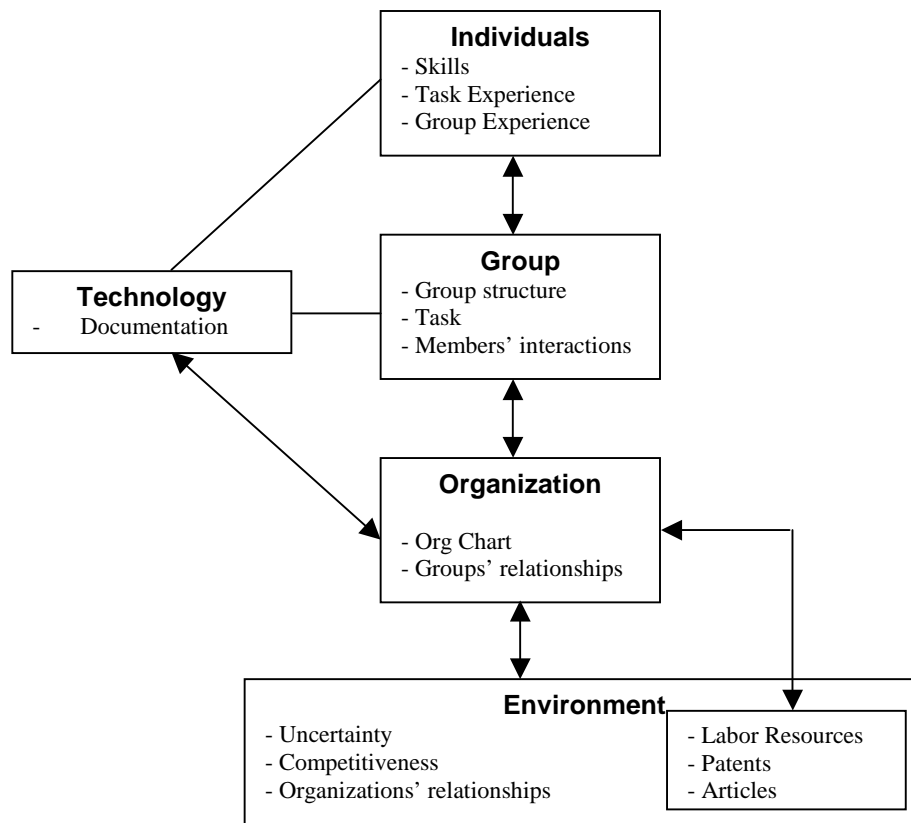 Individuals
- Skills
- Task Experience
- Group Experience
Group
- Group structure
- Task
- Members’ interactions
Technology
- Documentation
Organization
- Org Chart
- Groups’ relationships
Environment
- Uncertainty
- Competitiveness
- Organizations’ relationships
- Labor Resources
- Patents
- Articles